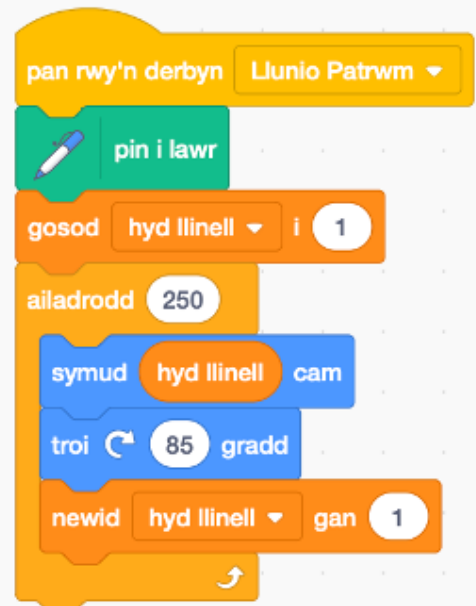 pan rwy'n derbyn Llunio Patrwm
pin i lawr
gosod hyd llinell i 1
ailadrodd 250
symud hyd llinell cam
troi 85 gradd
newid hyd llinell gan 1